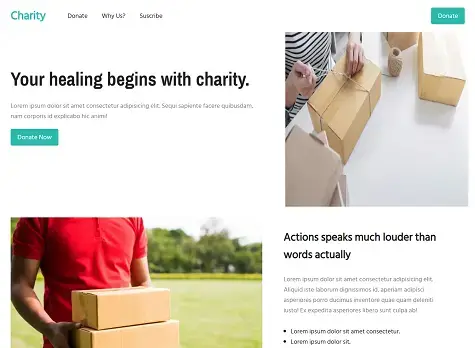 Charity
Donate
Why Us?
Suscribe
Donate
Your healing begins with charity.
Lorem ipsum dolor sit amet consectetur adipisicing elit. Sequi sapiente facere quibusdam,
nam corporis id explicabo hic animi!
Donate Now
Actions speaks much louder than
words actually
Lorem ipsum dolor sit amet consectetur adipisicing elit.
Aliquid iste laborum dignissimos id, aperiam adipisci
asperiores porro ducimus inventore quae quam deleniti
iusto! Ex expedita asperiores libero sunt culpa ab!
Lorem ipsum dolor sit amet consectetur.
Lorem ipsum dolor sit.